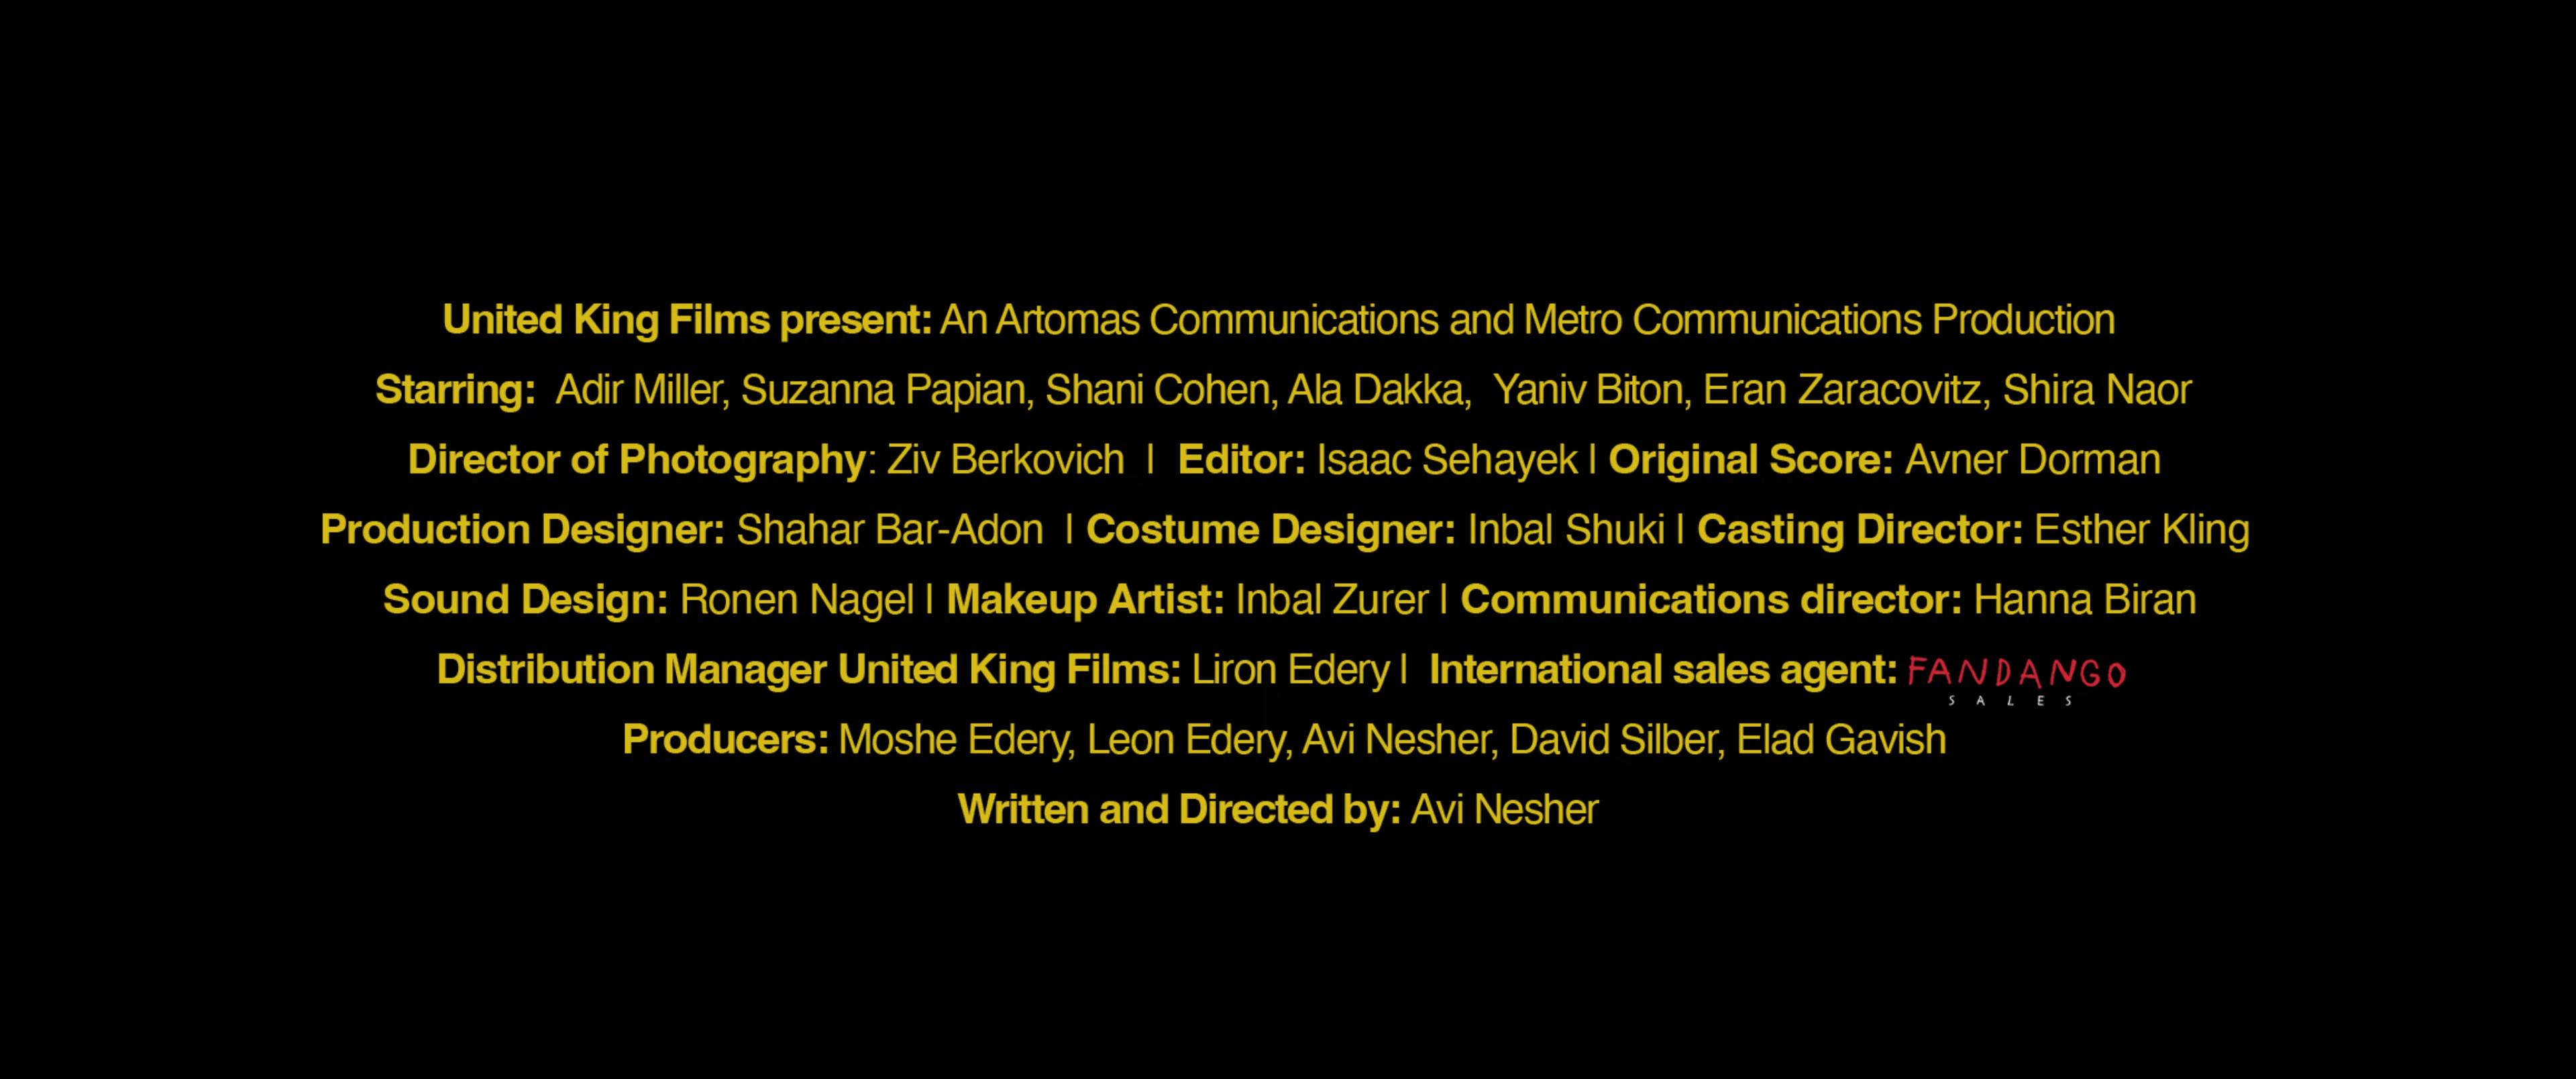 United King Films present: An Artomas Communications and Metro Communications Production
Starring: Adir Miller, Suzanna Papian, Shani Cohen, Ala Dakka, Yaniv Biton, Eran Zaracovitz, Shira Naor
Director of Photography: Ziv Berkovich | Editor: Isaac Sehayek | Original Score: Avner Dorman
Production Designer: Shahar Bar-Adon | Costume Designer: Inbal Shuki | Casting Director: Esther Kling
Sound Design: Ronen Nagel | Makeup Artist: Inbal Zurer | Communications director: Hanna Biran
Distribution Manager United King Films: Liron Edery | International sales agent: FANDANGO
SALES
Producers: Moshe Edery, Leon Edery, Avi Nesher, David Silber, Elad Gavish
Written and Directed by: Avi Nesher